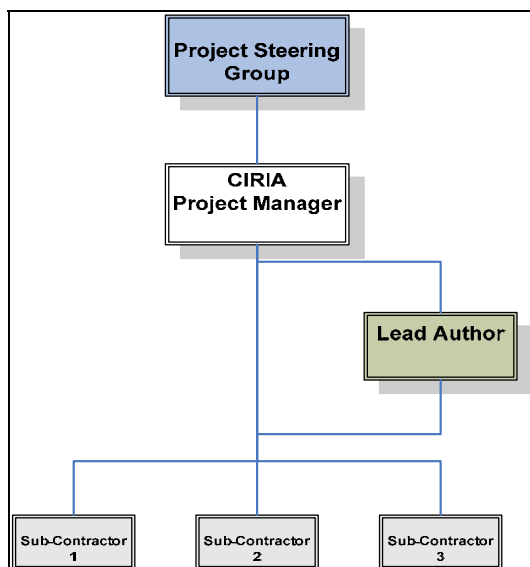 Project Steering
Group
CIRIA
Project Manager
Lead Author
Sub-Contractor
1
Sub-Contractor
2
Sub-Contractor
3